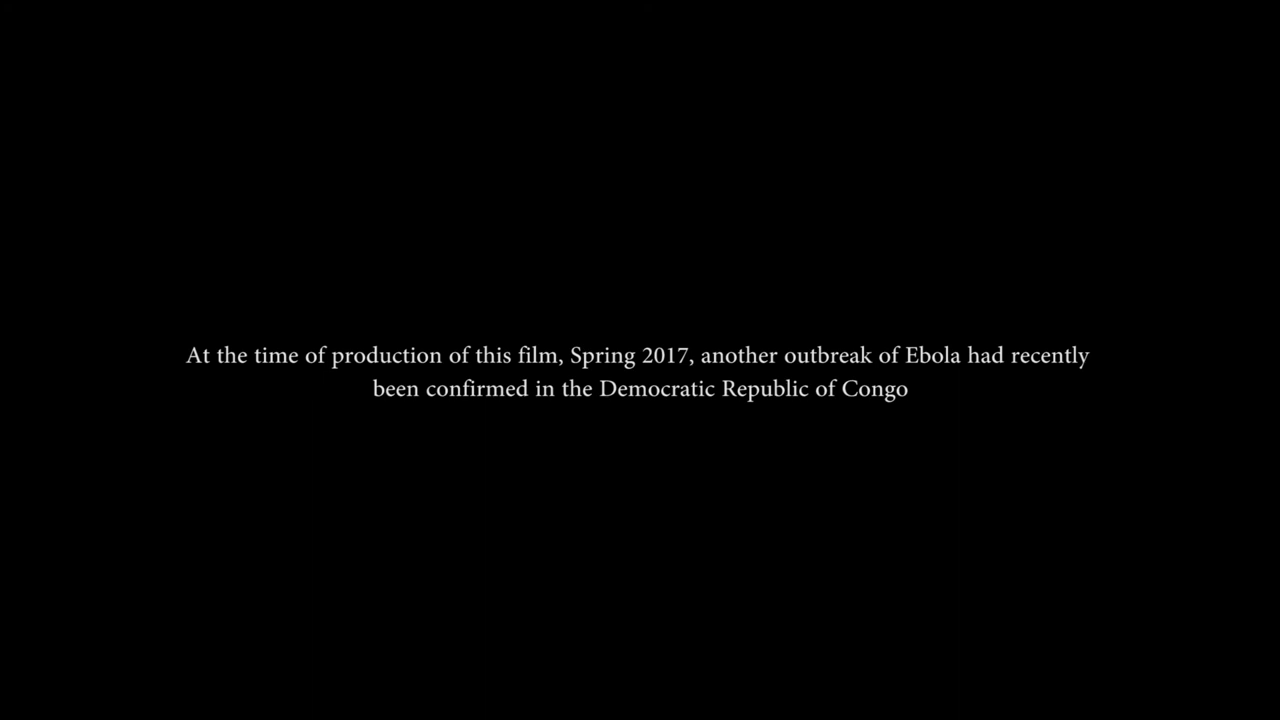 At the time of production of this film, Spring 2017, another outbreak of Ebola had recently
been confirmed in the Democratic Republic of Congo